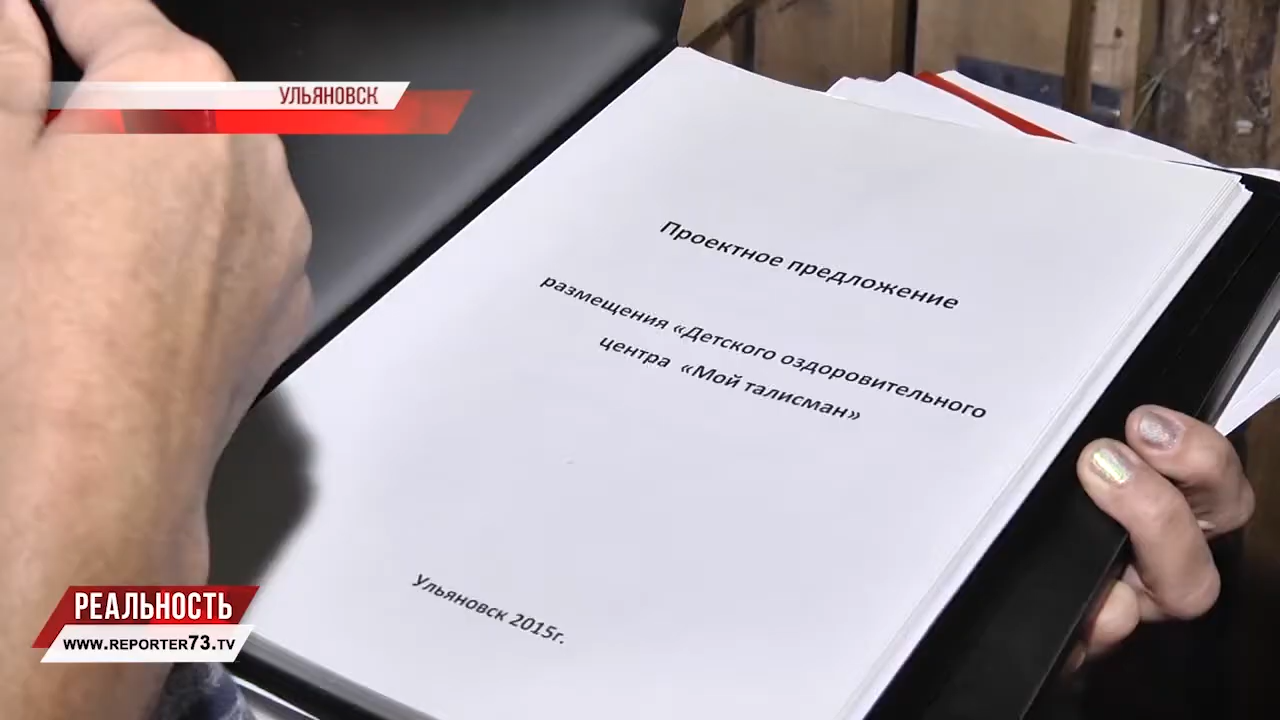 УЛЬЯНОВСК
Проектное предложение
размещения «Детского оздоровительного
центра «Мой талисман»
Ульяновск 2015г.
РЕАЛЬНОСТЬ
WWW.REPORTER73.TV